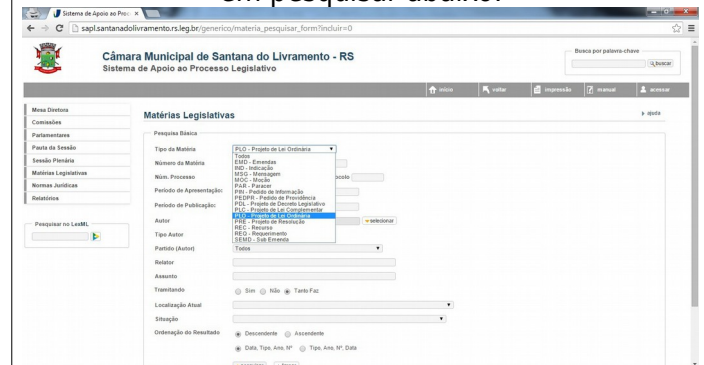 em pesquisar abaixo.
Sistema de Apoio ao Proc
sapl.santanadolivramento.rs.leg.br/generico/materia_pesquisar_form?incluir=0
Câmara Municipal de Santana do Livramento - RS
Sistema de Apoio ao Processo Legislativo
Busca por palavra-chave
buscar
início
voltar
impressão
manual
acessar
Mesa Diretora
Comissões
Parlamentares
Pauta da Sessão
Sessão Plenária
Matérias Legislativas
Normas Jurídicas
Relatórios
Pesquisar no LexML
Matérias Legislativas
ajuda
Pesquisa Básica
Tipo da Matéria PLO - Projeto de Lei Ordinária
Todos
EMD - Emendas
IND - Indicação
MSG - Mensagem
MOC - Moção
PAR - Parecer
PIN - Pedido de Informação
PEDPR - Pedido de Providência
PDL - Projeto de Decreto Legislativo
PLC - Projeto de Lei Complementar
PLO - Projeto de Lei Ordinária
PRE - Projeto de Resolução
REC - Recurso
REQ - Requerimento
SEMD - Sub Emenda
Número da Matéria
Núm. Processo ocolo
Período de Apresentação:
Período de Publicação:
Autor selecionar
Tipo Autor
Partido (Autor) Todos
Relator
Assunto
Tramitando Sim Não Tanto Faz
Localização Atual
Situação
Ordenação do Resultado Descendente Ascendente
Data, Tipo, Ano, Nº Tipo, Ano, Nº, Data